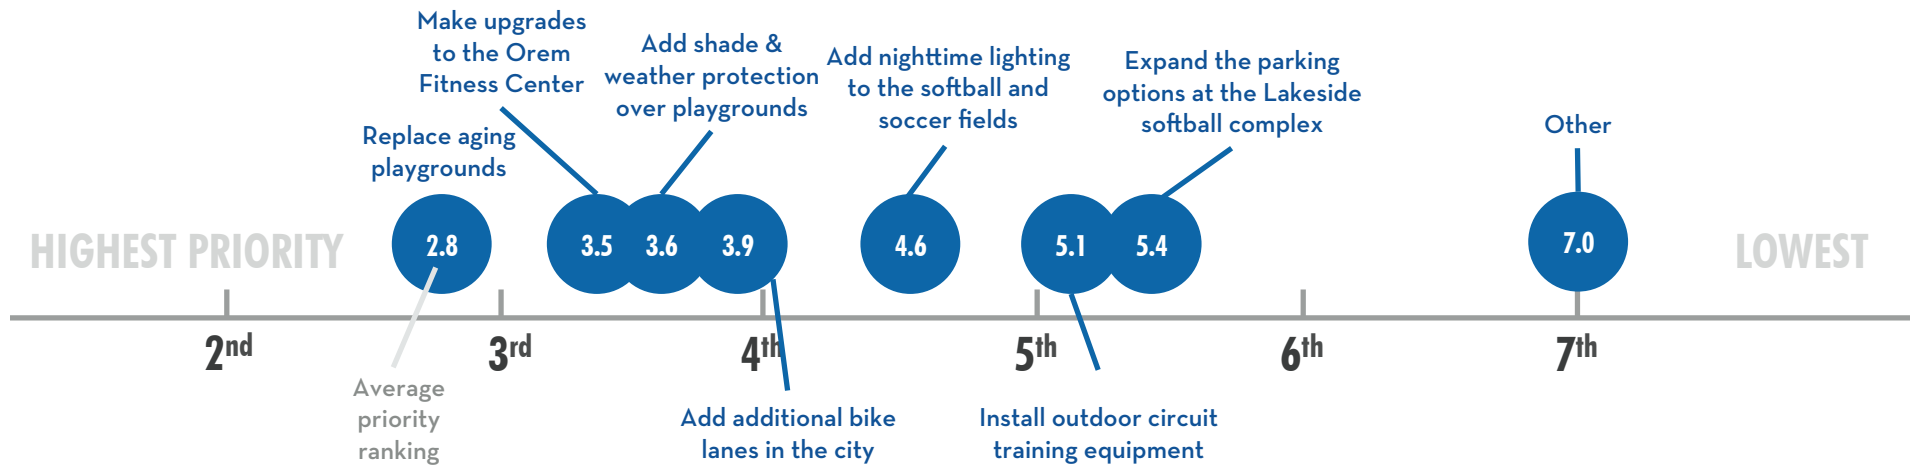 Make upgrades
to the Orem
Fitness Center
Add shade &
weather protection
over playgrounds
Add nighttime lighting
to the softball and
soccer fields
Expand the parking
options at the Lakeside
softball complex
Other
Replace aging
playgrounds
HIGHEST PRIORITY
2.8
3.5
3.6
3.9
4.6
5.1
5.4
7.0
LOWEST
2nd
3rd
4th
5th
6th
7th
Average
priority
ranking
Add additional bike
lanes in the city
Install outdoor circuit
training equipment